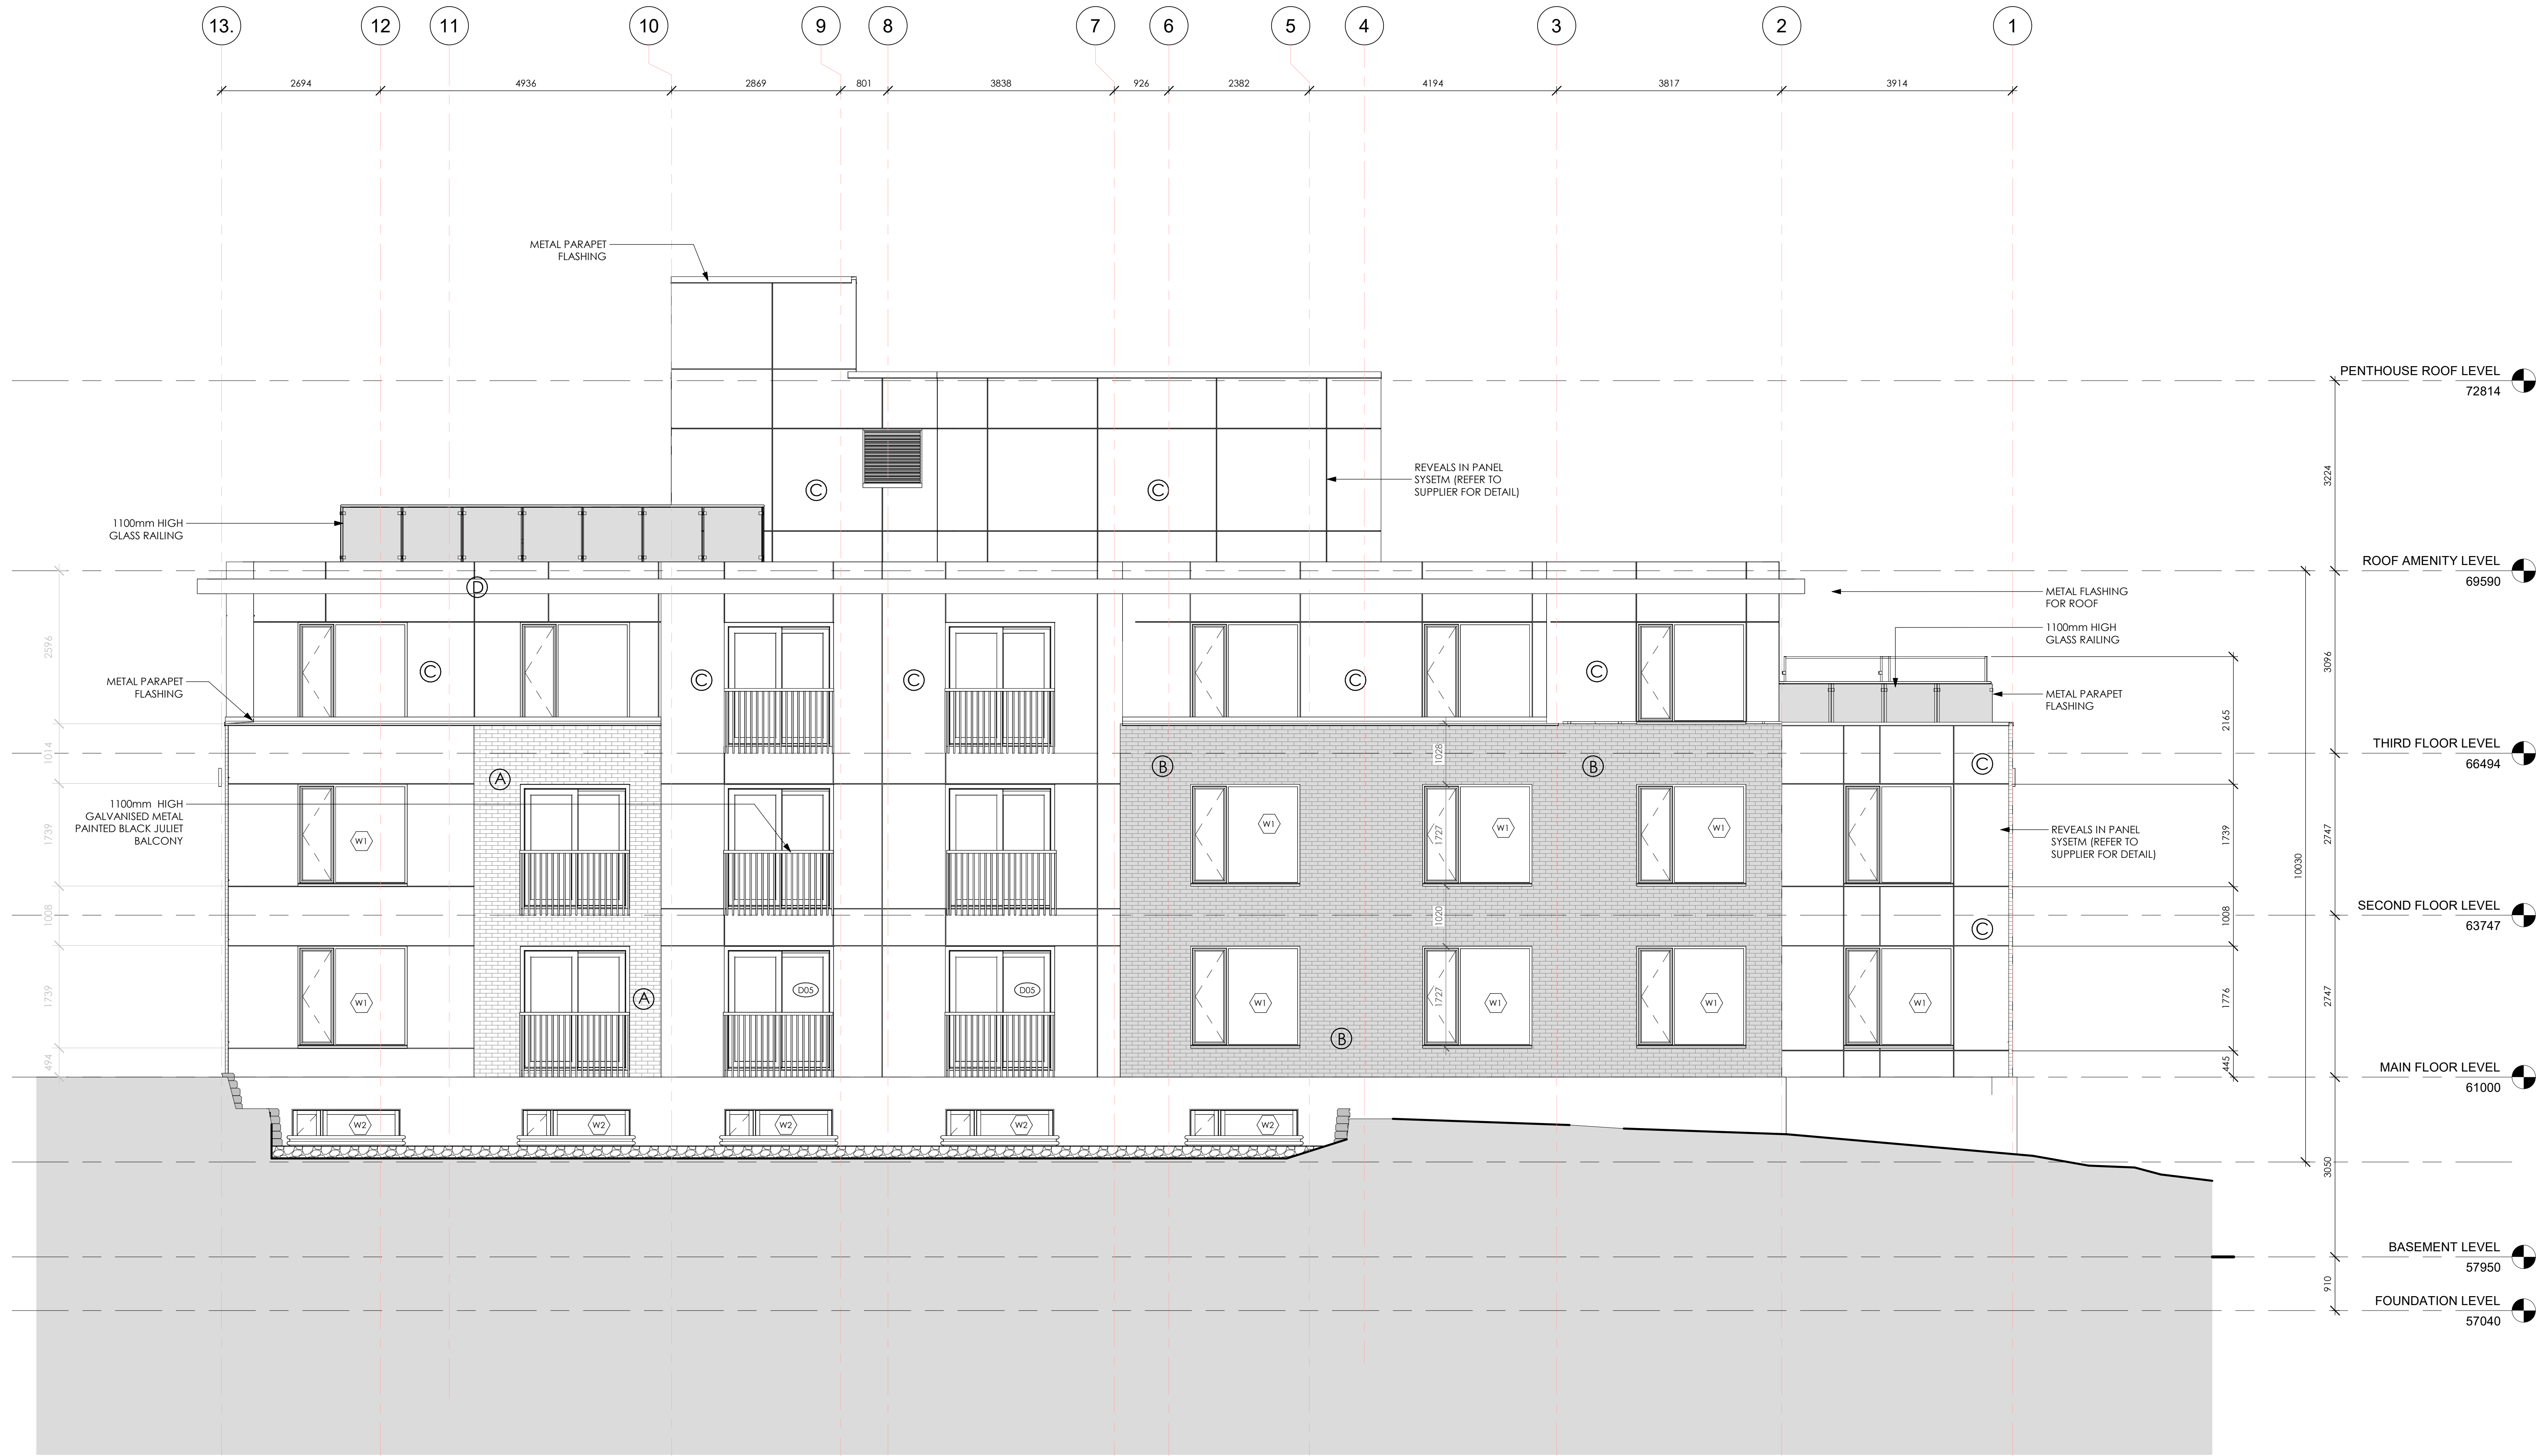 13.
12
11
10
9
8
7
6
5
4
3
2
1
2694
4936
2869
801
3838
926
2382
4194
3817
3914
METAL PARAPET
FLASHING
PENTHOUSE ROOF LEVEL
72814
3224
REVEALS IN PANEL
SYSETM (REFER TO
SUPPLIER FOR DETAIL)
C
C
1100mm HIGH
GLASS RAILING
ROOF AMENITY LEVEL
69590
D
METAL FLASHING
FOR ROOF
1100mm HIGH
GLASS RAILING
2596
3096
C
C
C
C
C
METAL PARAPET
FLASHING
METAL PARAPET
FLASHING
2165
1014
1028
THIRD FLOOR LEVEL
66494
A
B
B
C
1100mm HIGH
GALVANISED METAL
PAINTED BLACK JULIET
BALCONY
1739
W1
1727
W1
W1
W1
REVEALS IN PANEL
SYSETM (REFER TO
SUPPLIER FOR DETAIL)
1739
2747
10030
1008
1020
1008
SECOND FLOOR LEVEL
63747
C
1739
W1
A
D05
D05
W1
1727
W1
W1
W1
1776
2747
B
494
445
MAIN FLOOR LEVEL
61000
W2
W2
W2
W2
W2
3050
BASEMENT LEVEL
57950
910
FOUNDATION LEVEL
57040